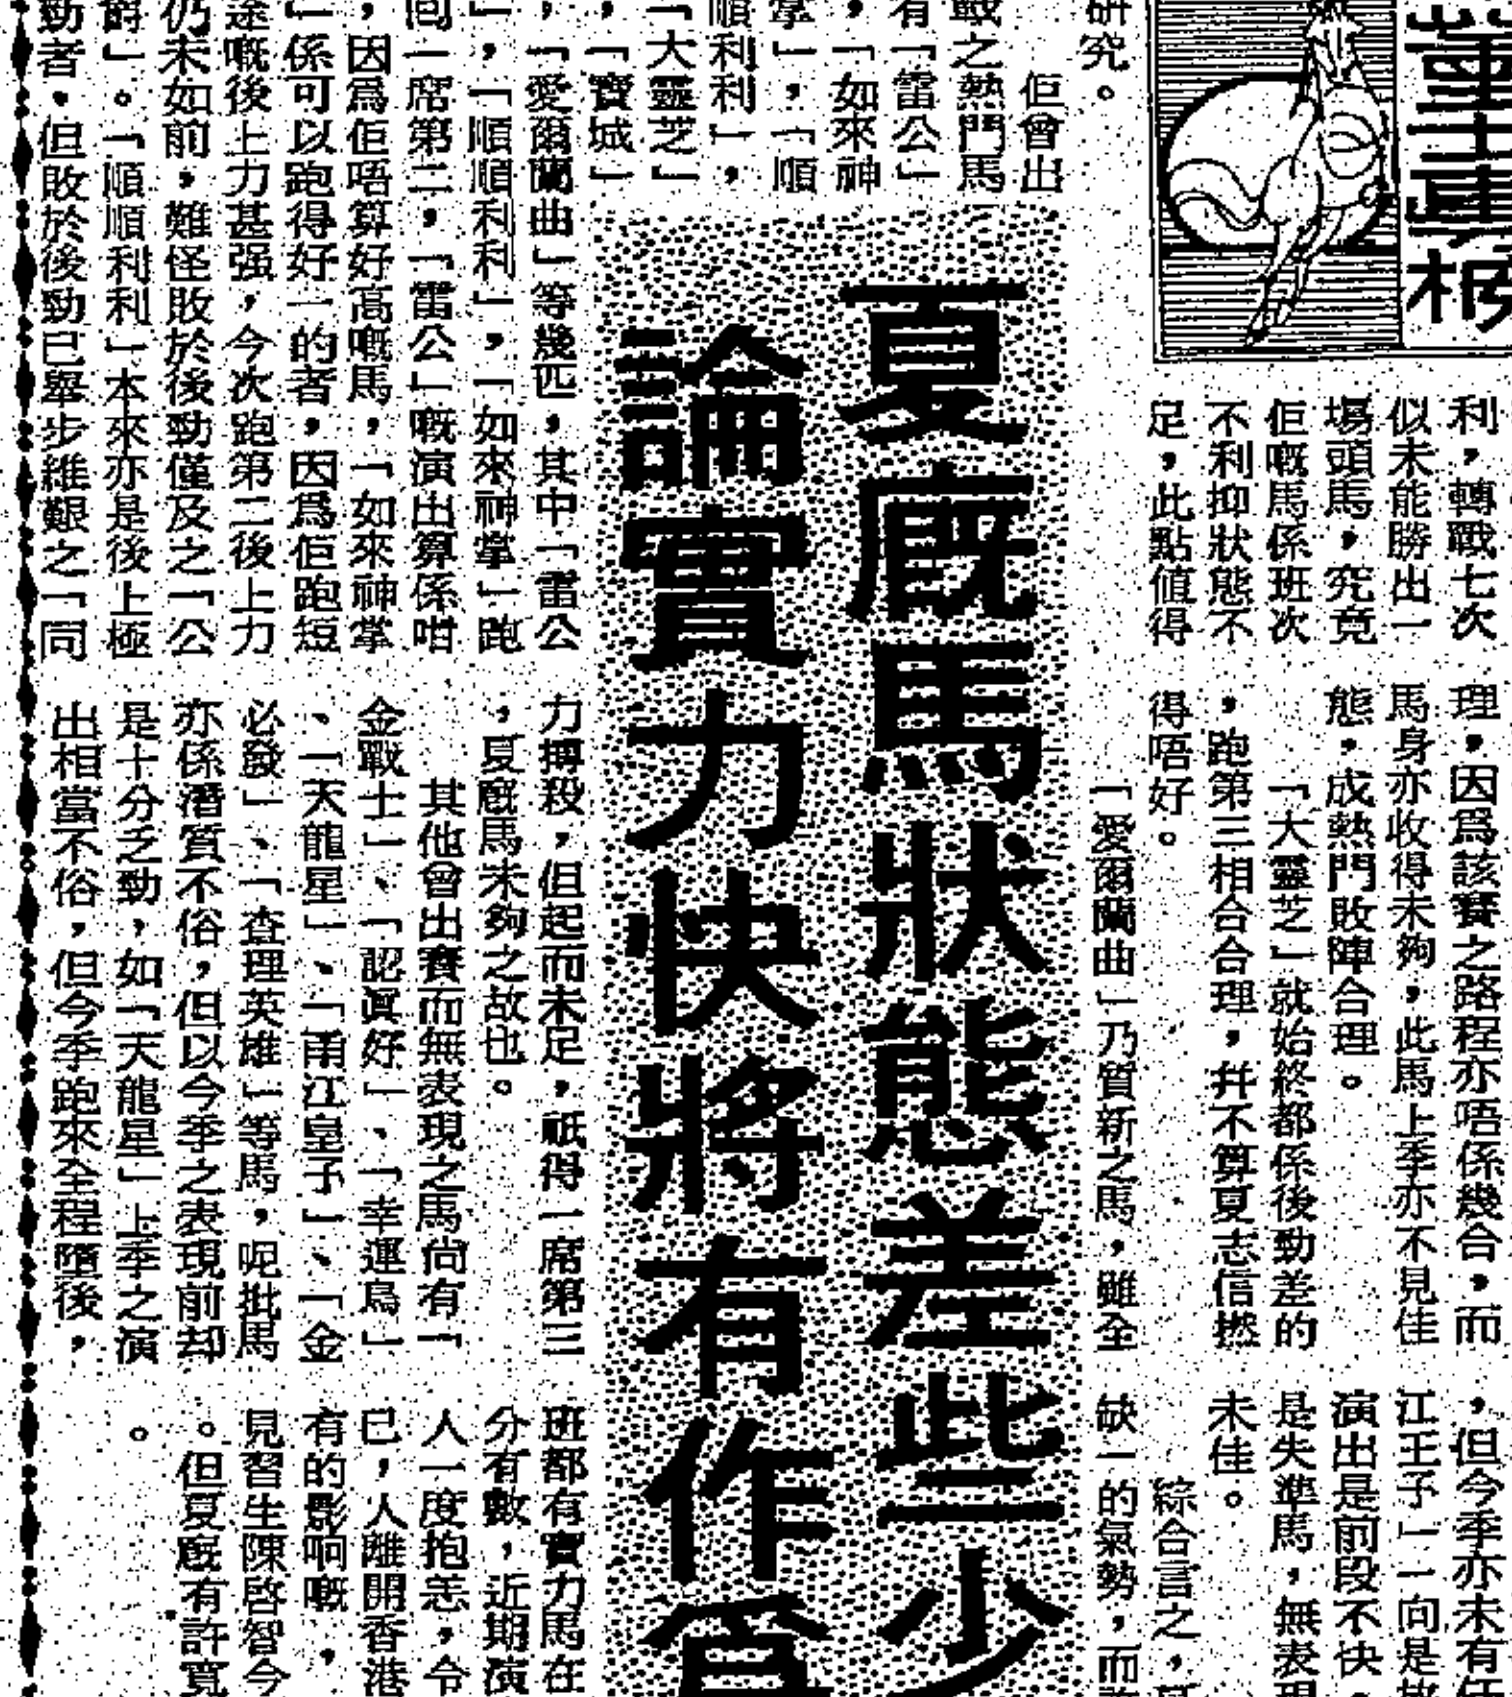 利，轉戰七次
似未能勝出一
場頭馬，究竟
佢嘅馬係班次
不利抑狀態不
足，此點值得
研究。
佢曾出
戰之熱門馬
有「雷公」
，「如來神
掌」，「順
順利利」，
「大靈芝」
，「寶城」
，「愛爾蘭曲」等幾匹，其中「雷公
」，「順順利利」，「如來神掌」跑
同一席第二，「雷公」嘅演出算係咁
，因爲佢唔算好高嘅馬，「如來神掌
」係可以跑得好一的者，因爲佢跑短
途嘅後上力甚强，今次跑第二後上力
仍未如前，難怪敗於後勁僅及之「公
爵」。「順順利利」本來亦是後上極
勁者，但敗於後勁已舉步維艱之「同
夏廐馬狀態差些少
論實力快將有作爲
理，因爲該賽之路程亦唔係幾合，而
馬身亦收得未夠，此馬上季亦不見佳
態，成熱門敗陣合理。
「大靈芝」就始終都係後勁差的
，跑第三相合合理，幷不算夏志信撚
得唔好。
「愛爾蘭曲」乃質新之馬，雖全
力搏殺，但起而未足，祇得一席第三
，夏廐馬未夠之故也。
其他曾出賽而無表現之馬尚有「
金戰士」、「認眞好」、「幸運鳥」
、「天龍星」、「甬江皇子」、「金
必發」、「查理英雄」等馬，呢批馬
亦係潛質不俗，但以今季之表現前却
是十分乏勁，如「天龍星」上季之演
出相當不俗，但今季跑來全程墮後，
，但今季亦未有
江王子」一向是
演出是前段不快，
是失準馬，無表現
未佳。
綜合言之，
缺一的氣勢，而
班都有實力馬在
分有數，近期演
人一度抱恙，令
已，人離開香港
有的影响嘅，
見習生陳啓智今
。但夏廐有許寬
。